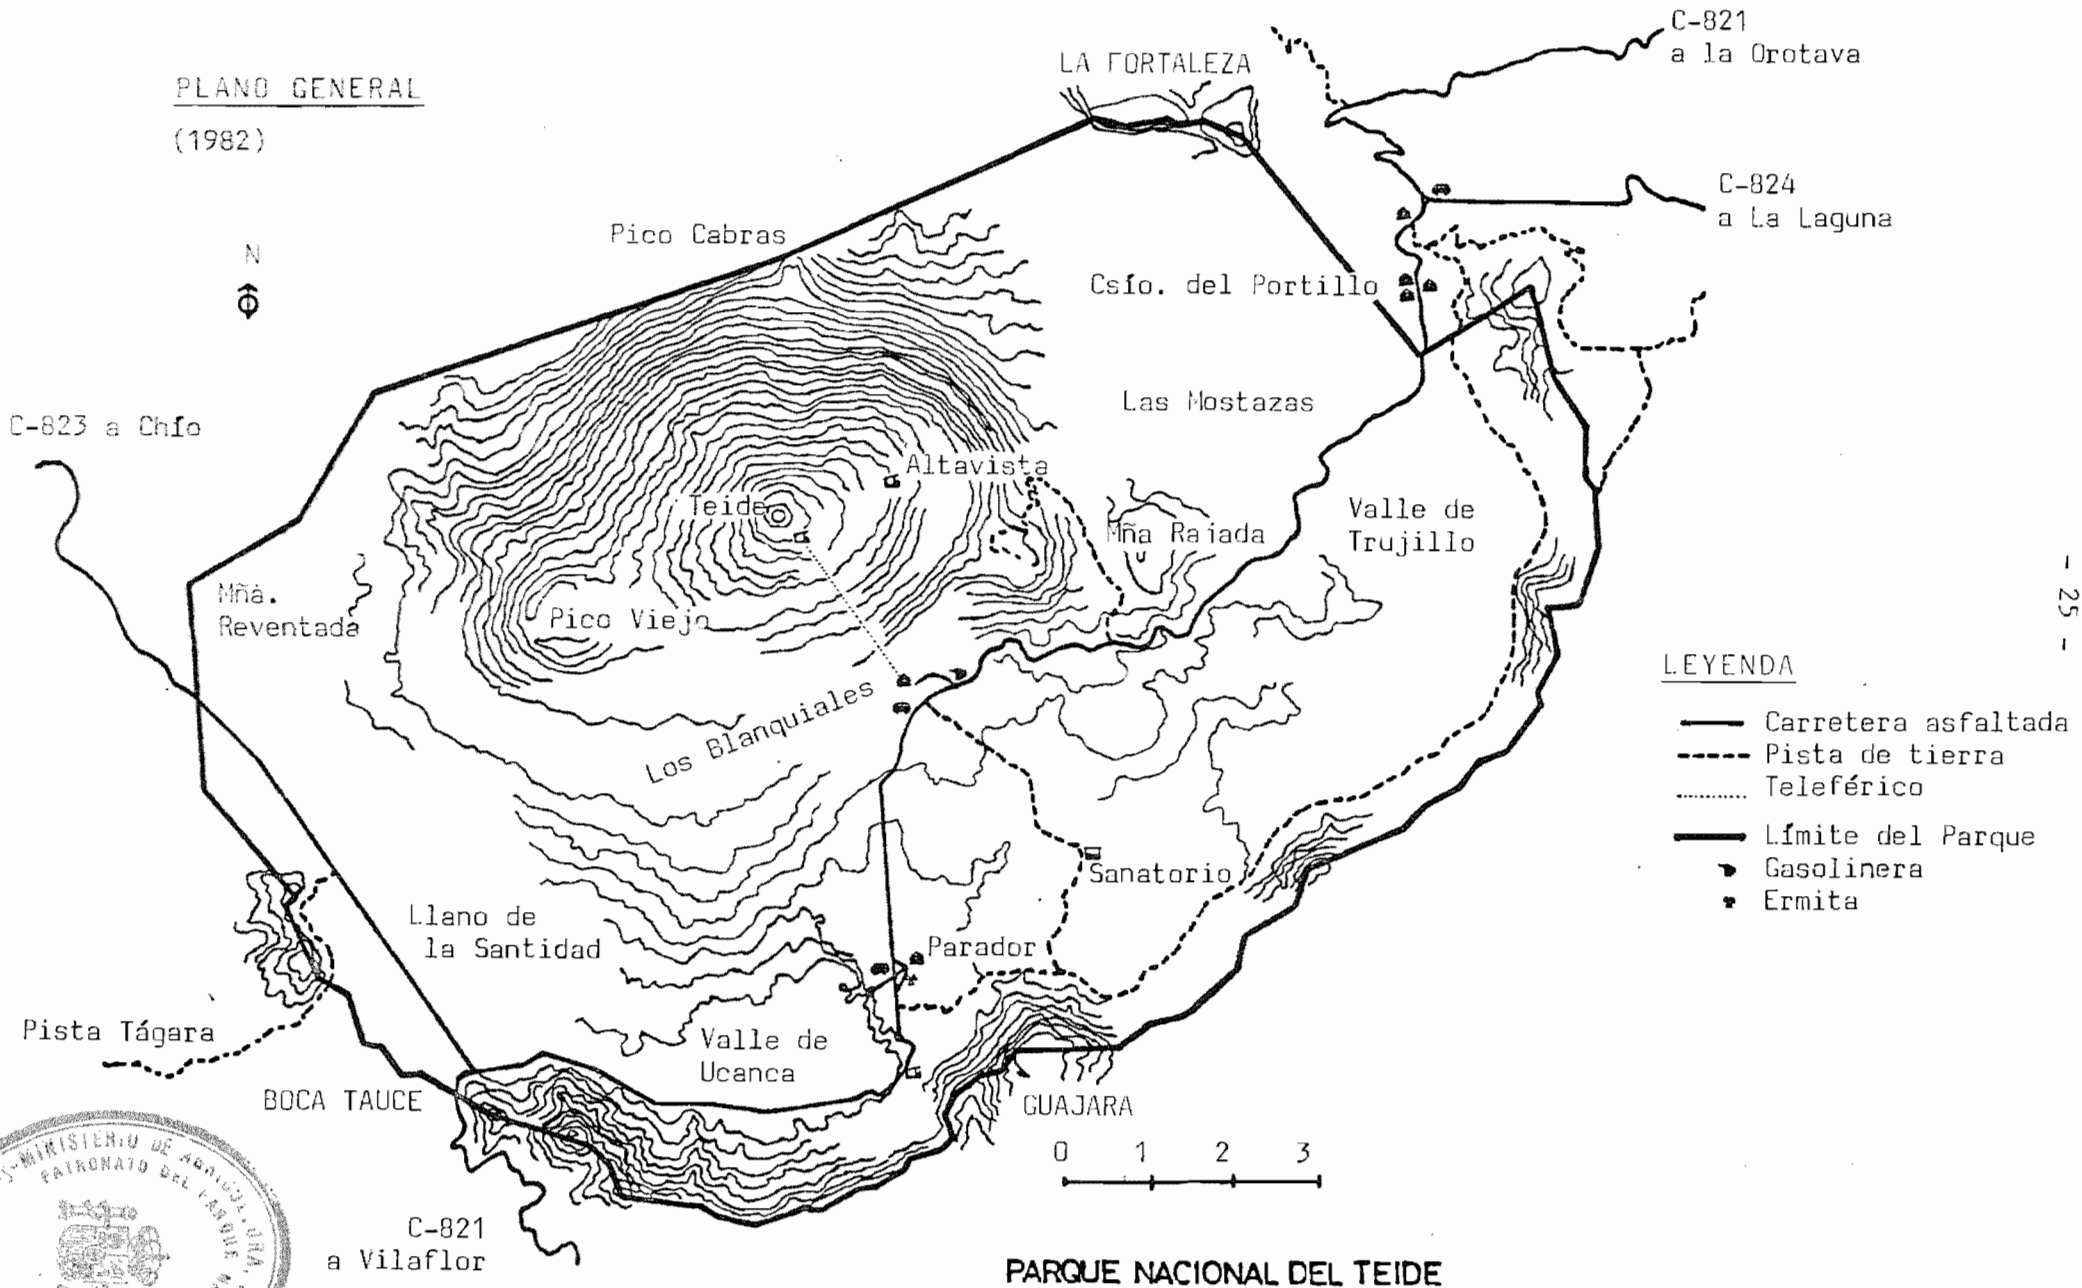 PLANO GENERAL
(1982)
N
LA FORTALEZA
C-821
a la Orotava
C-824
a La Laguna
Pico Cabras
Csío. del Portillo
Las Mostazas
C-823 a Chío
Altavista
Teide
Mña Rajada
Valle de
Trujillo
Mña.
Reventada
Pico Viejo
Los Blanquiales
Sanatorio
Llano de
la Santidad
Parador
Pista Tágara
Valle de
Ucanca
BOCA TAUCE
GUAJARA
C-821
a Vilaflor
0 1 2 3
LEYENDA
Carretera asfaltada
Pista de tierra
Teleférico
Límite del Parque
Gasolinera
Ermita
- 25 -
PARQUE NACIONAL DEL TEIDE
MINISTERIO DE
PATRONATO DEL PARQUE